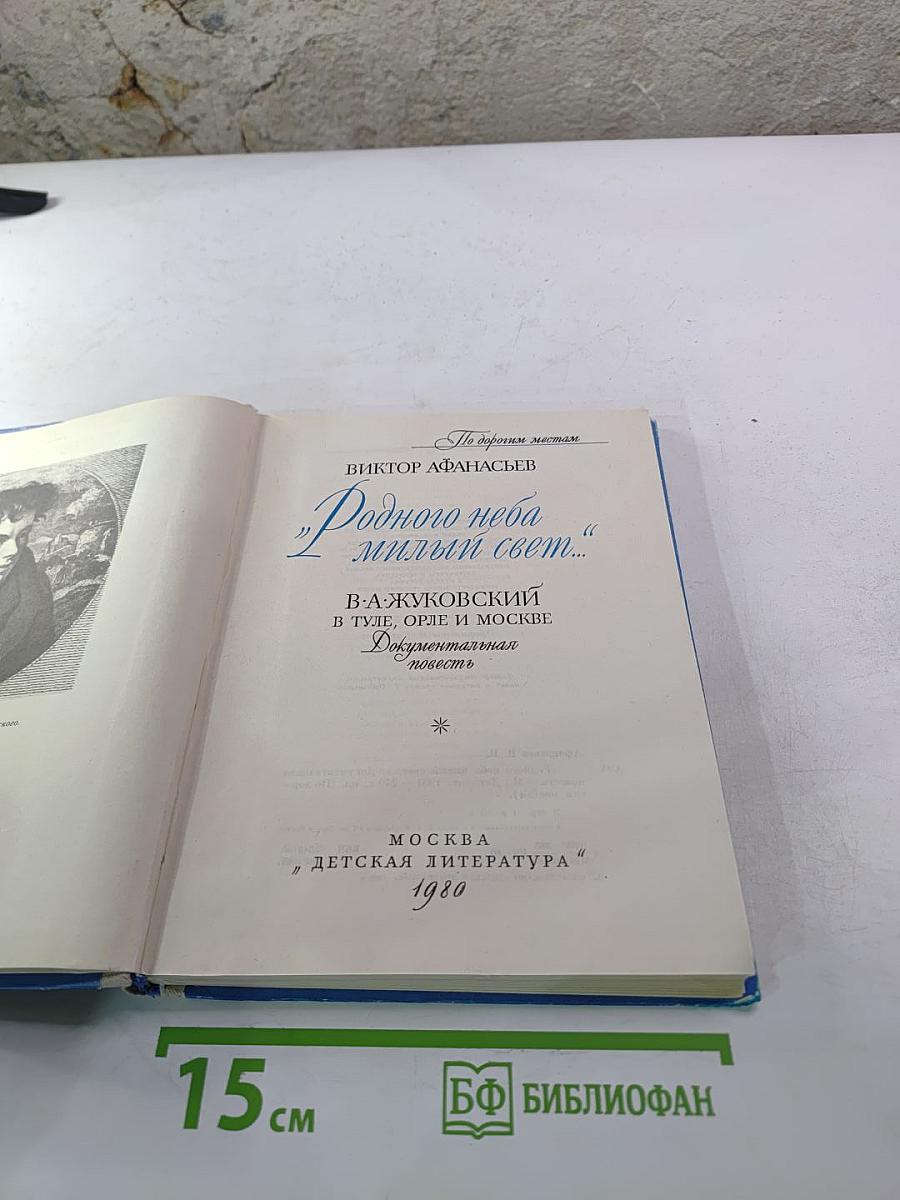 ского.
По дорогим местам
ВИКТОР АФАНАСЬЕВ
„Родного неба
милый свет...“
В·А·ЖУКОВСКИЙ
В ТУЛЕ, ОРЛЕ И МОСКВЕ
Документальная
повесть
МОСКВА
„ДЕТСКАЯ ЛИТЕРАТУРА“
1980
15 см
БФ БИБЛИОФАН